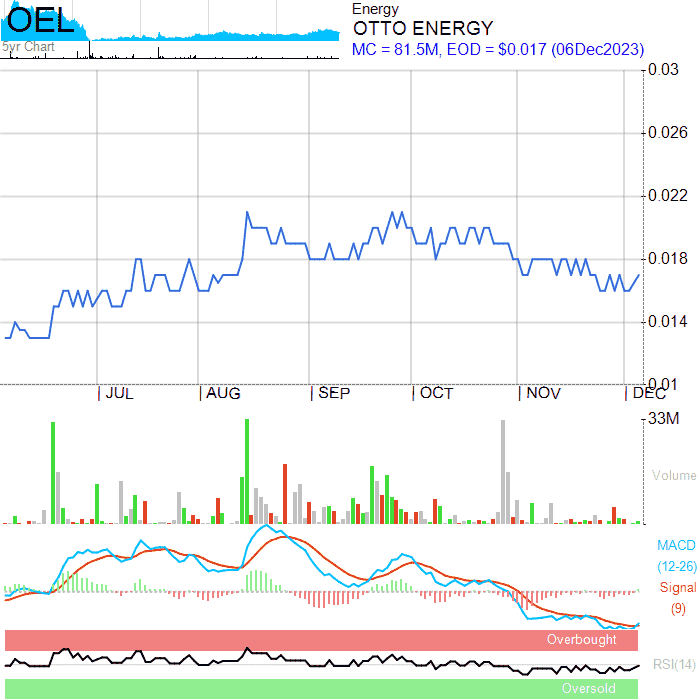 OEL
5yr Chart
Energy
OTTO ENERGY
MC = 81.5M, EOD = $0.017 (06Dec2023)
0.03
0.026
0.022
0.018
0.014
0.01
JUL AUG SEP OCT NOV DEC
33M
Volume
MACD
(12-26)
Signal
(9)
Overbought
RSI(14)
Oversold